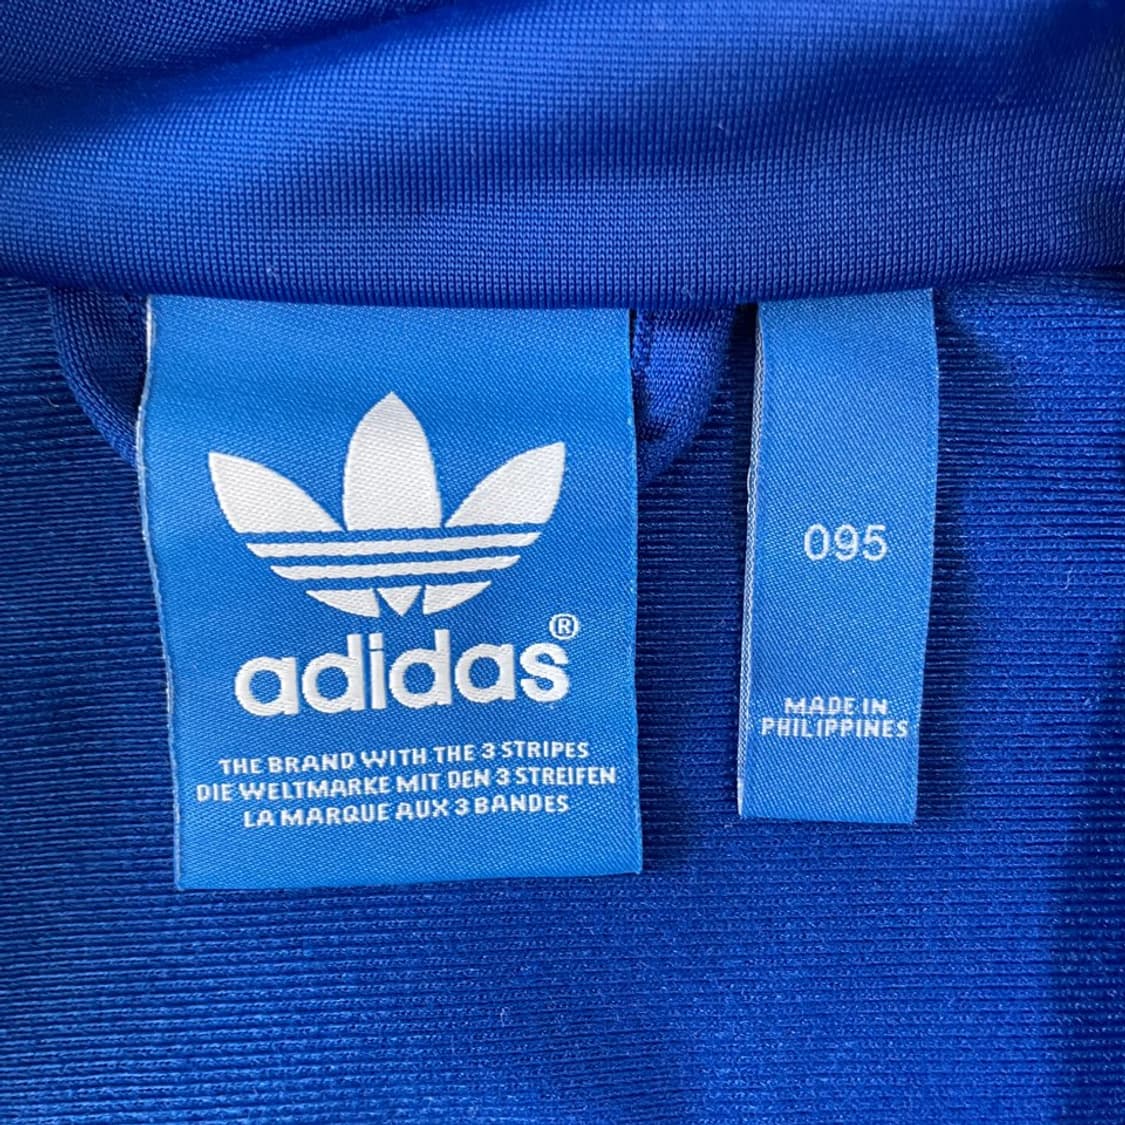 adidas®
THE BRAND WITH THE 3 STRIPES
DIE WELTMARKE MIT DEN 3 STREIFEN
LA MARQUE AUX 3 BANDES
095
MADE IN
PHILIPPINES